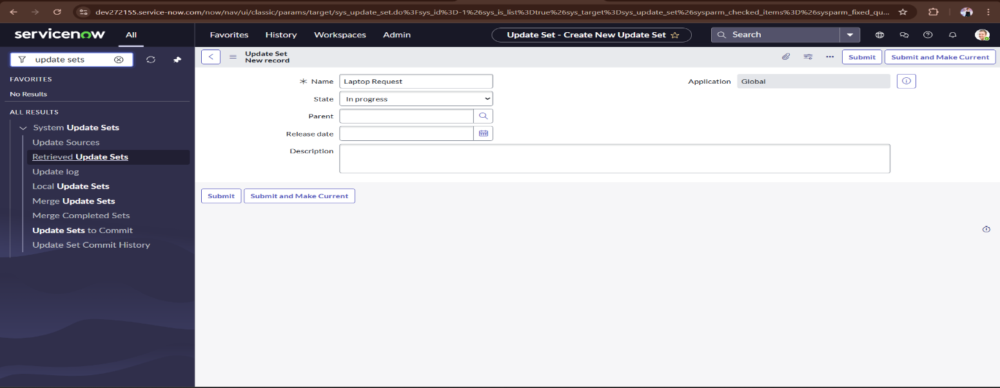 dev272155.service-now.com/now/nav/ui/classic/params/target/sys_update_set.do%3Fsys_id%3D-1%26sys_is_list%3Dtrue%26sys_target%3Dsys_update_set%26sysparm_checked_items%3D%26sysparm_fixed_qu...
servicenow All Favorites History Workspaces Admin Update Set - Create New Update Set Search
update sets
FAVORITES
No Results
ALL RESULTS
System Update Sets
Update Sources
Retrieved Update Sets
Update log
Local Update Sets
Merge Update Sets
Merge Completed Sets
Update Sets to Commit
Update Set Commit History
Update Set
New record
Submit Submit and Make Current
Name Laptop Request
Application Global
State In progress
Parent
Release date
Description
Submit Submit and Make Current